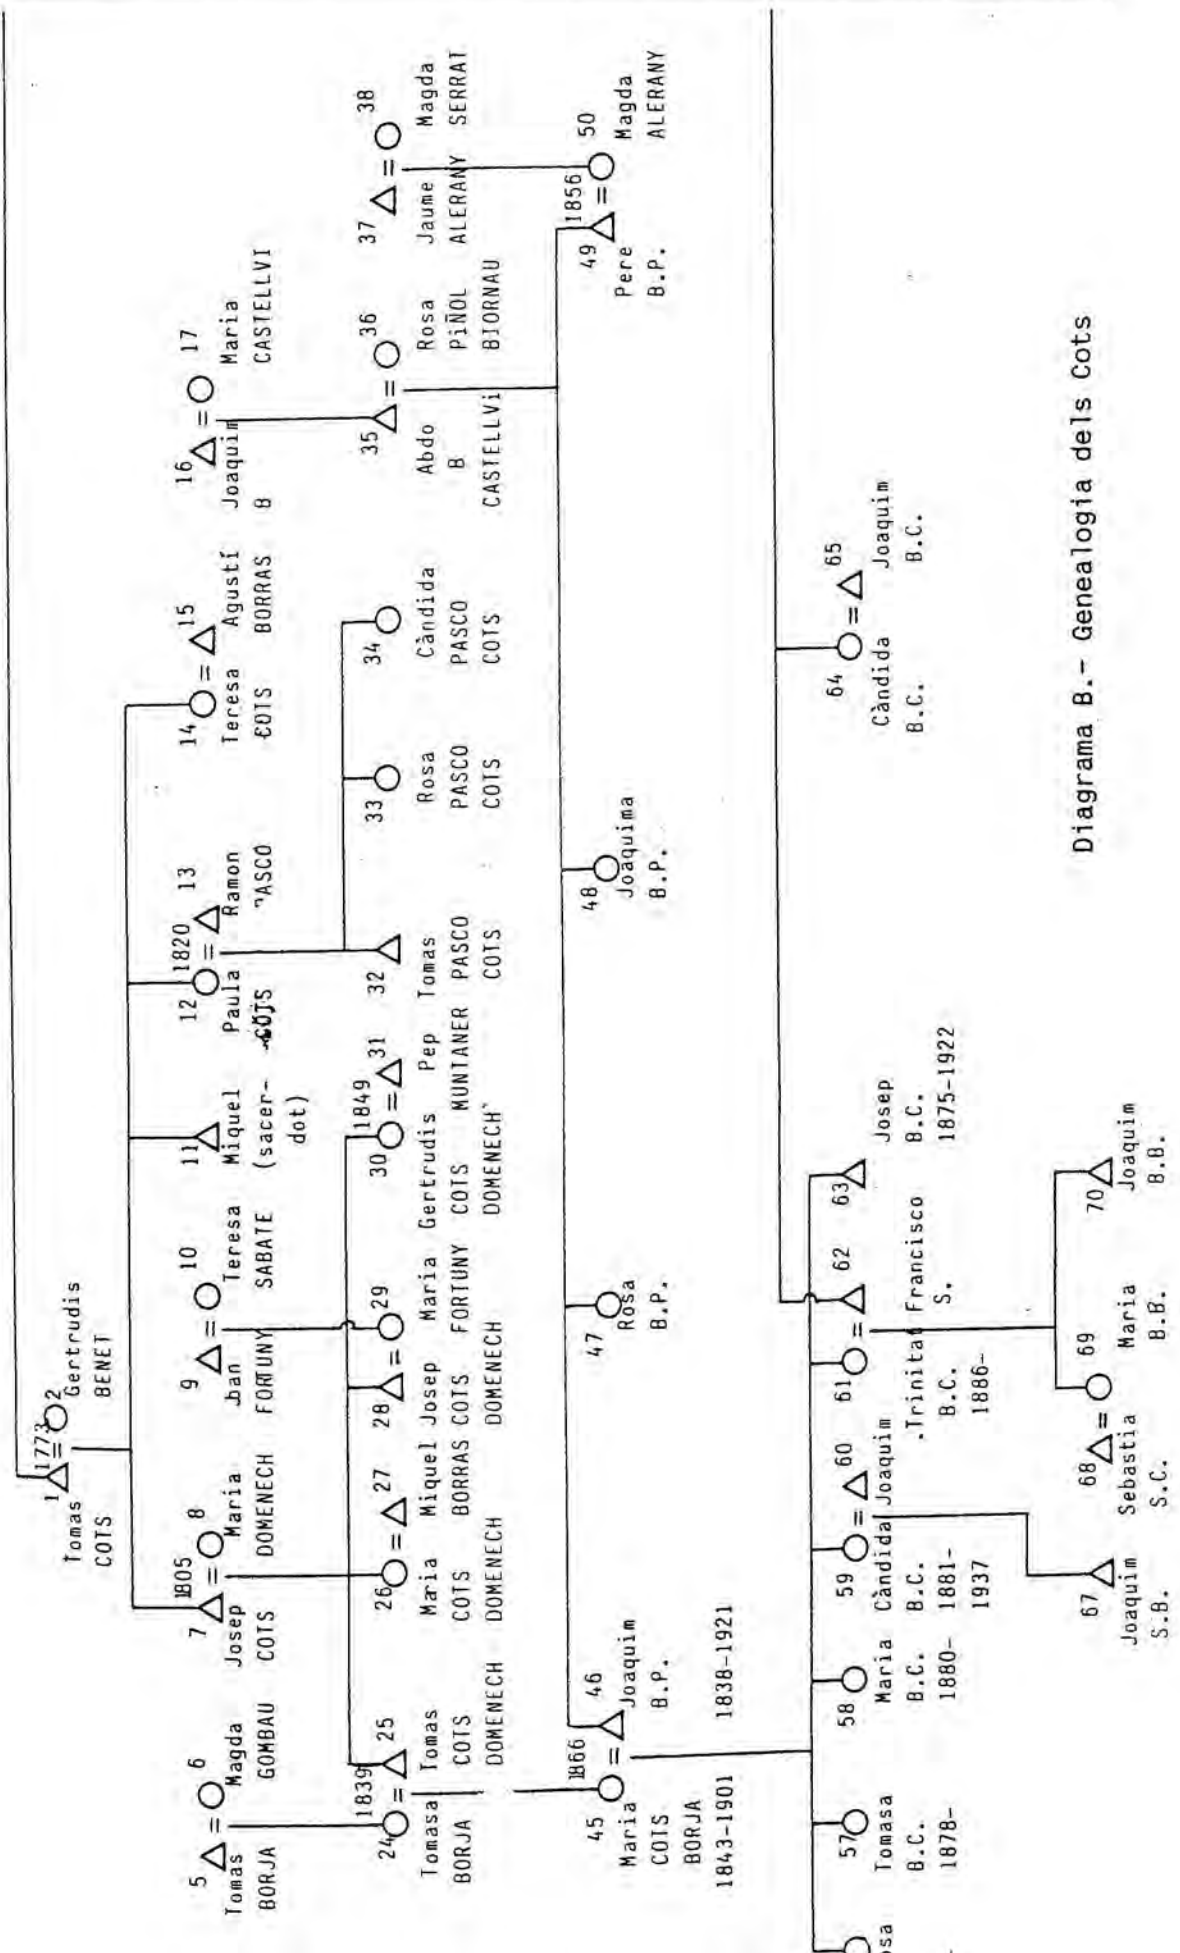 1 1773 2
Tomas COTS
Gertrudis BENET
5 6
Tomas BORJA
Magda GOMBAU
7 1805 8
Josep COTS
Maria DOMENECH
9 10
Joan FORTUNY
Teresa SABATE
11
Miquel (sacer-
dot)
12 1820 13
Paula COTS
Ramon PASCO
14 15
Teresa COTS
Agustí BORRAS
16 17
Joaquim B
Maria CASTELLVI
24 1839 25
Tomasa BORJA
Tomas COTS DOMENECH
26 27
Maria COTS DOMENECH
Miquel BORRAS
28 29
Josep COTS DOMENECH
Maria FORTUNY
30 1849 31
Gertrudis COTS DOMENECH
Pep MUNTANER
32
Tomas PASCO COTS
33
Rosa PASCO COTS
34
Càndida PASCO COTS
35 36
Abdo B CASTELLVi
Rosa PiÑOL BIORNAU
37 38
Jaume ALERANY
Magda SERRAT
45 1866 46
Maria COTS BORJA
1843-1901
Joaquim B.P.
1838-1921
47
Rosa B.P.
48
Joaquima B.P.
49 1856 50
Pere B.P.
Magda ALERANY
57
Tomasa B.C.
1878-
58
Maria B.C.
1880-
59 60
Càndida B.C.
1881-
1937
Joaquim
61 62
Trinitat B.C.
1886-
Francisco S.
63
Josep B.C.
1875-1922
64 65
Càndida B.C.
Joaquim B.C.
67
Joaquim S.B.
68 69
Sebastia S.C.
Maria B.B.
70
Joaquim B.B.
Diagrama B.- Genealogia dels Cots